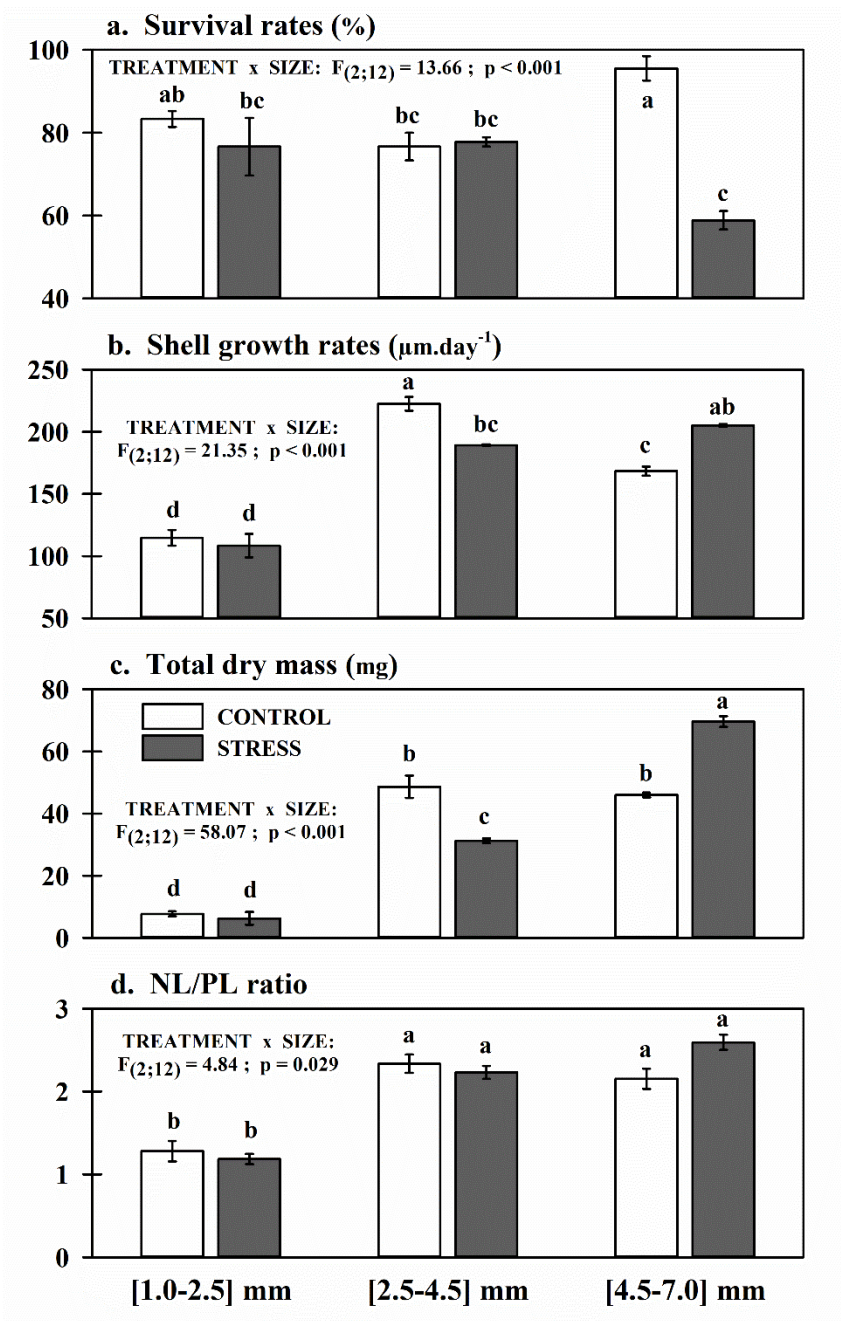 a. Survival rates (%)
100
TREATMENT x SIZE: F(2;12) = 13.66 ; p < 0.001
ab
bc
bc
bc
a
c
80
60
40
b. Shell growth rates (µm.day-1)
250
a
ab
TREATMENT x SIZE:
F(2;12) = 21.35 ; p < 0.001
bc
c
200
150
d
d
100
50
c. Total dry mass (mg)
80
CONTROL
STRESS
a
b
b
60
TREATMENT x SIZE:
F(2;12) = 58.07 ; p < 0.001
c
40
20
d
d
0
d. NL/PL ratio
3
TREATMENT x SIZE:
F(2;12) = 4.84 ; p = 0.029
a
a
a
a
2
b
b
1
0
[1.0-2.5] mm
[2.5-4.5] mm
[4.5-7.0] mm